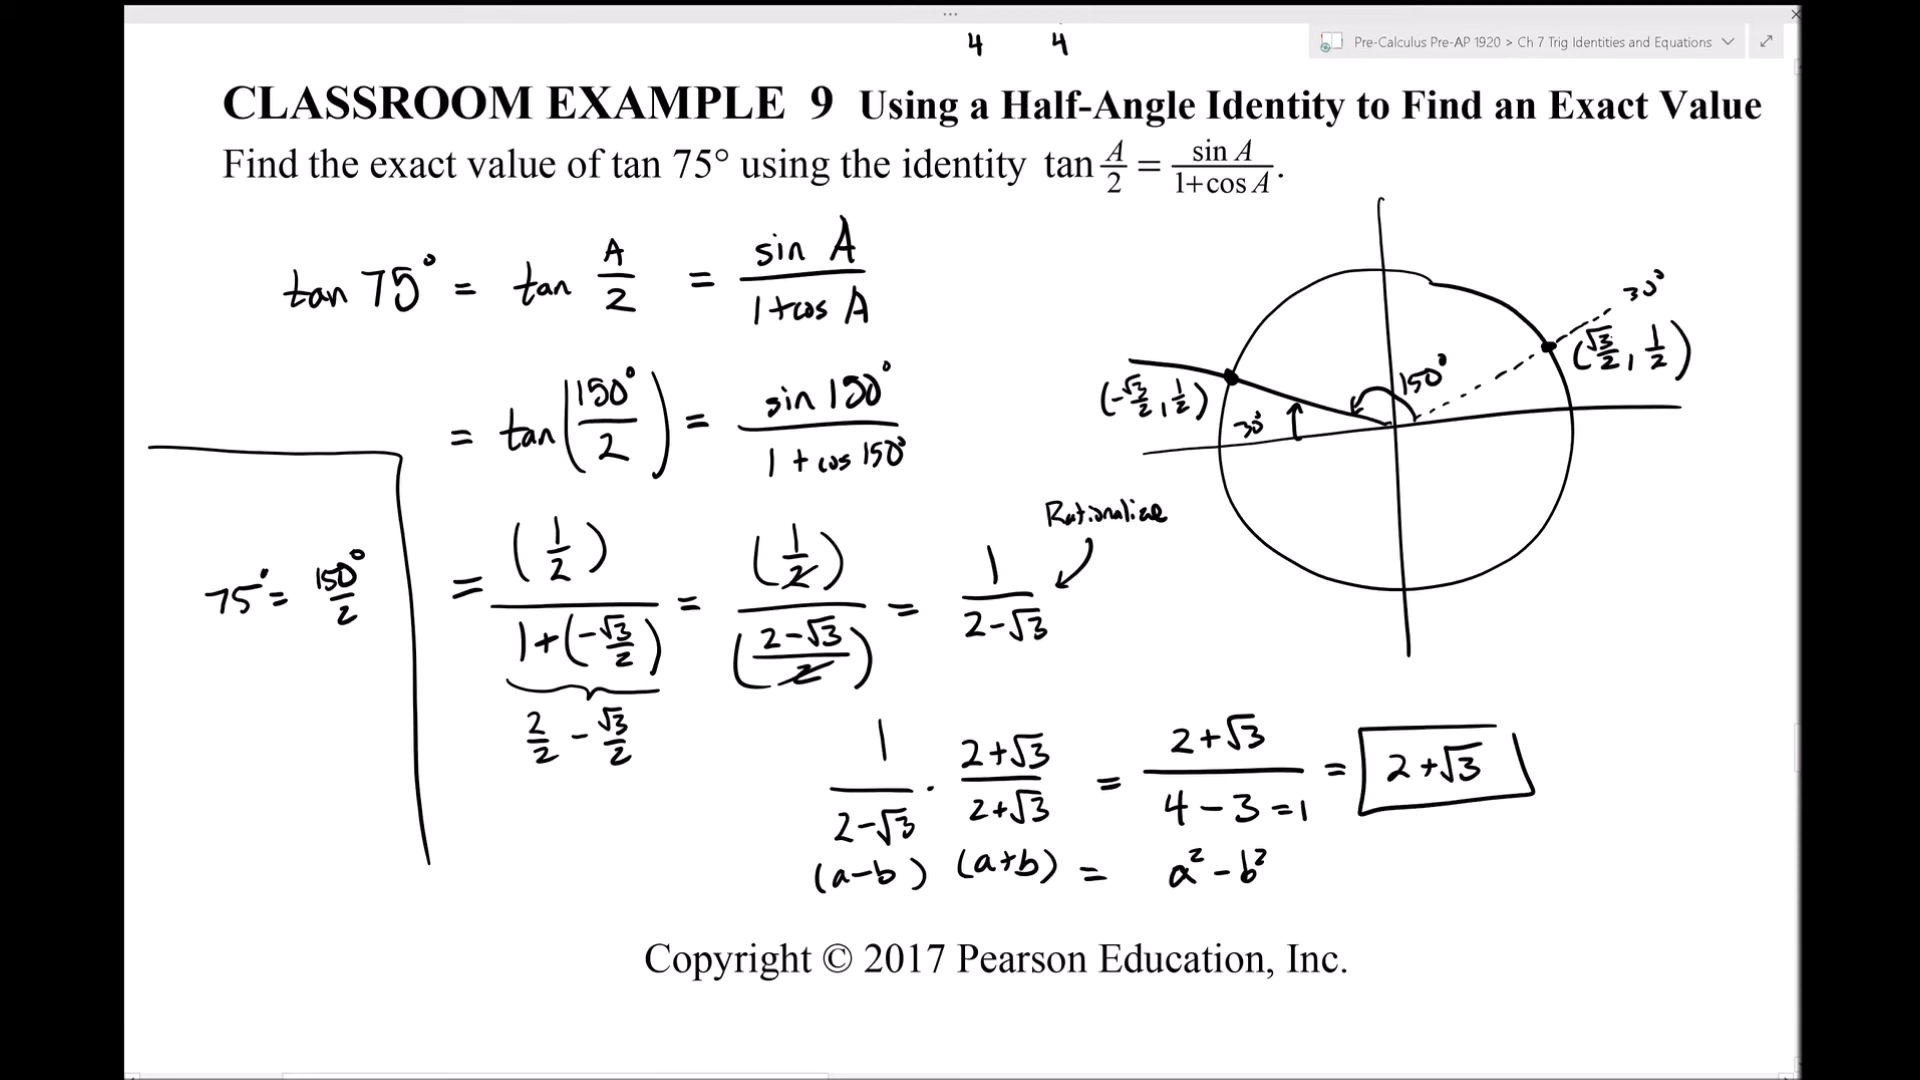 4 4
Pre-Calculus Pre-AP 1920 > Ch 7 Trig Identities and Equations
CLASSROOM EXAMPLE 9 Using a Half-Angle Identity to Find an Exact Value
Find the exact value of tan 75° using the identity tan A/2 = sin A/1+cos A.
tan 75° = tan A/2 = sin A/1+cos A
= tan(150°/2) = sin 150°/1 + cos 150°
75° = 150°/2
= (1/2)/1+(-√3/2) = (1/2)/(2-√3/2) = 1/2-√3
Rationalize
2/2 - √3/2
30°
(√3/2, 1/2)
150°
(-√3/2, 1/2)
30°
1/2-√3 · 2+√3/2+√3 = 2+√3/4-3=1 = 2+√3
(a-b) (a+b) = a² - b²
Copyright © 2017 Pearson Education, Inc.